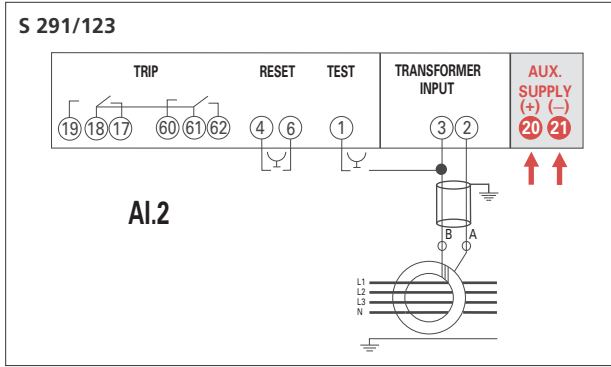 S 291/123
TRIP
RESET
TEST
TRANSFORMER
INPUT
AUX.
SUPPLY
(+) (—)
19 18 17 60 61 62 4 6 1 3 2 20 21
AI.2
B A
L1
L2
L3
N